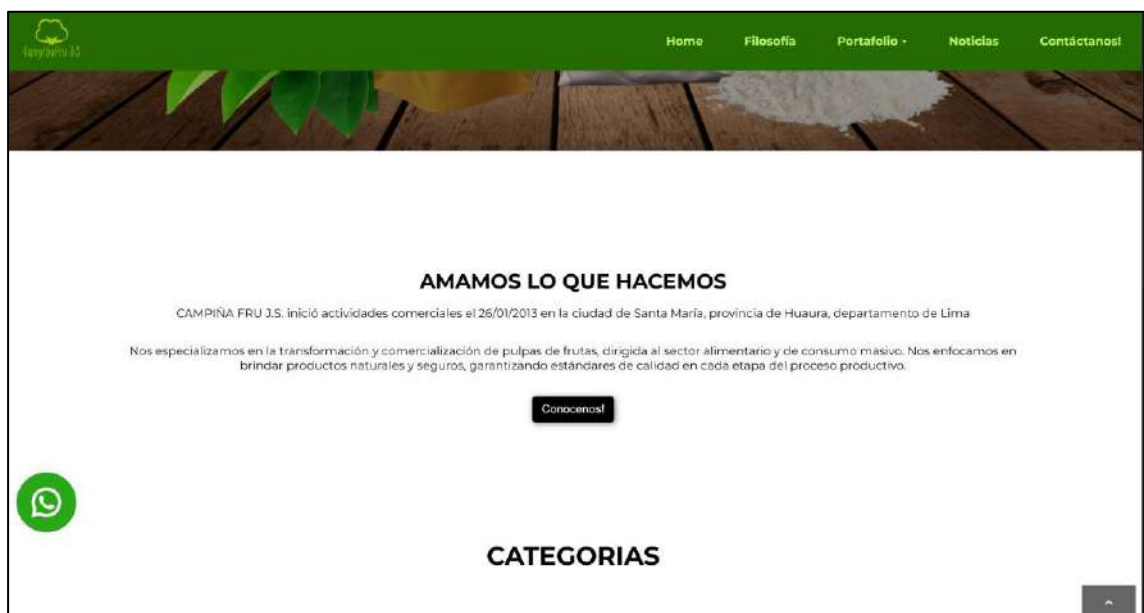 CampiñaFru J.S
Home Filosofía Portafolio Noticias Contáctanos!
AMAMOS LO QUE HACEMOS
CAMPIÑA FRU J.S. inició actividades comerciales el 26/01/2013 en la ciudad de Santa María, provincia de Huaura, departamento de Lima
Nos especializamos en la transformación y comercialización de pulpas de frutas, dirigida al sector alimentario y de consumo masivo. Nos enfocamos en
brindar productos naturales y seguros, garantizando estándares de calidad en cada etapa del proceso productivo.
Conocenos!
CATEGORIAS